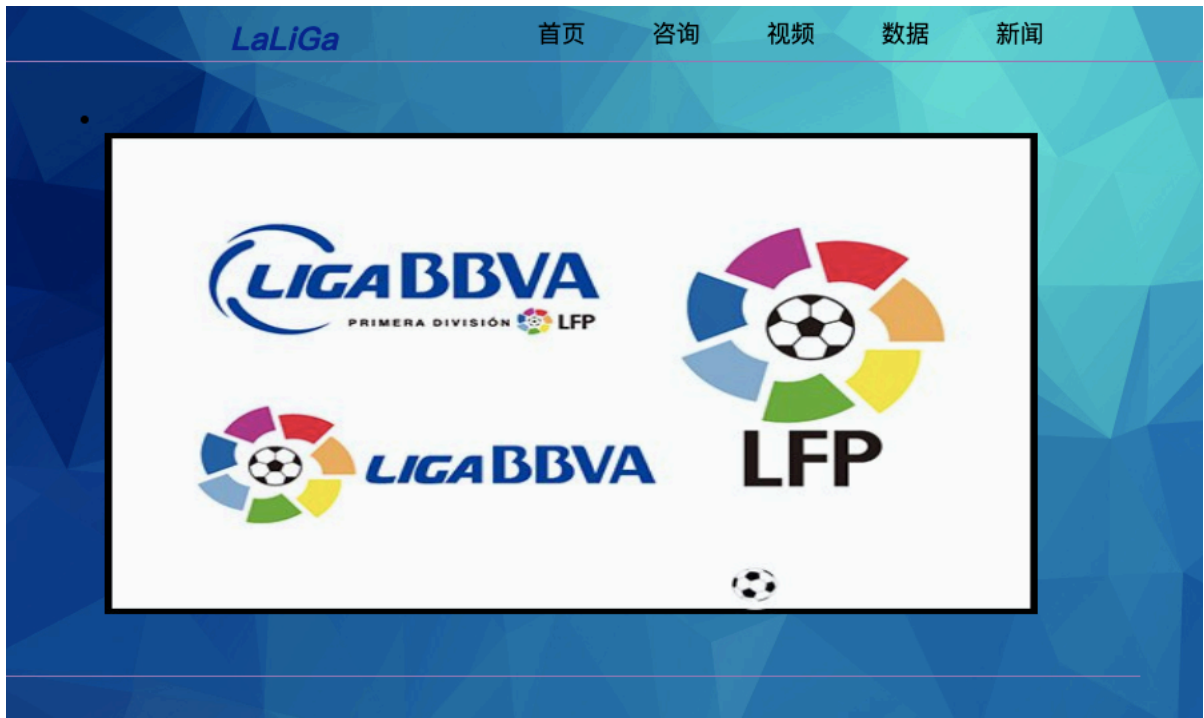 LaLiGa 首页 咨询 视频 数据 新闻
LIGA BBVA
PRIMERA DIVISIÓN LFP
LIGA BBVA
LFP